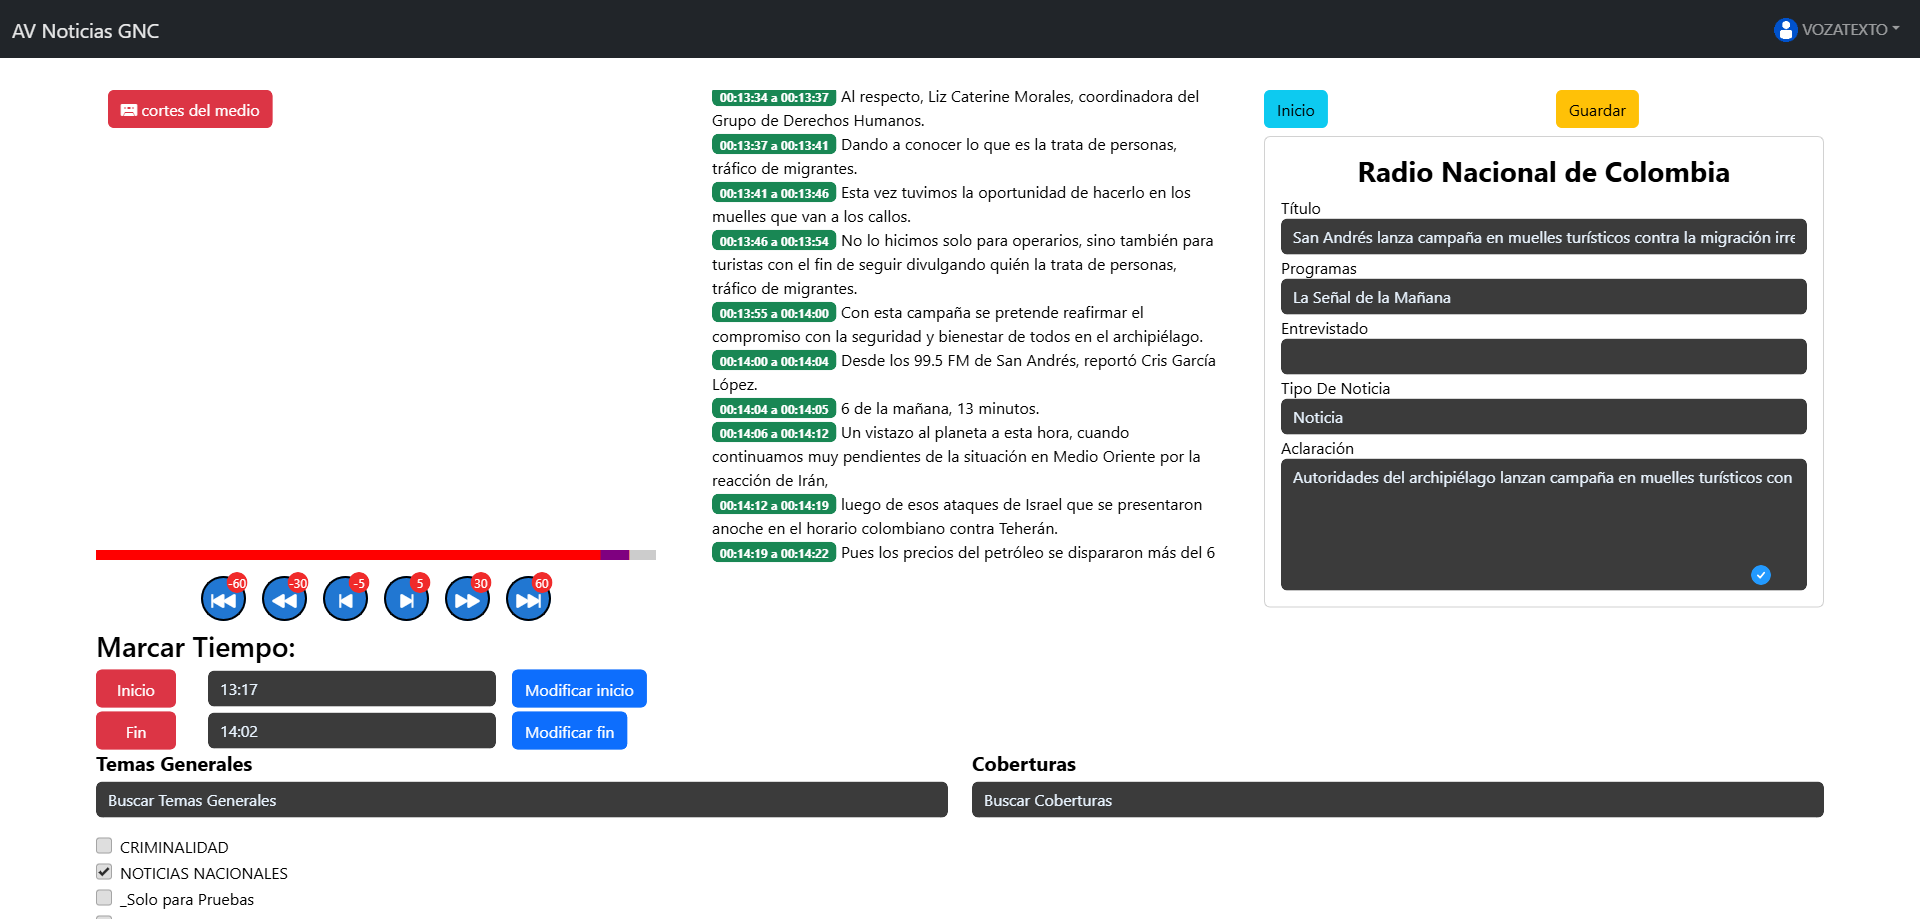 AV Noticias GNC
VOZATEXTO
cortes del medio
00:13:34 a 00:13:37 Al respecto, Liz Caterine Morales, coordinadora del
Grupo de Derechos Humanos.
00:13:37 a 00:13:41 Dando a conocer lo que es la trata de personas,
tráfico de migrantes.
00:13:41 a 00:13:46 Esta vez tuvimos la oportunidad de hacerlo en los
muelles que van a los callos.
00:13:46 a 00:13:54 No lo hicimos solo para operarios, sino también para
turistas con el fin de seguir divulgando quién la trata de personas,
tráfico de migrantes.
00:13:55 a 00:14:00 Con esta campaña se pretende reafirmar el
compromiso con la seguridad y bienestar de todos en el archipiélago.
00:14:00 a 00:14:04 Desde los 99.5 FM de San Andrés, reportó Cris García
López.
00:14:04 a 00:14:05 6 de la mañana, 13 minutos.
00:14:06 a 00:14:12 Un vistazo al planeta a esta hora, cuando
continuamos muy pendientes de la situación en Medio Oriente por la
reacción de Irán,
00:14:12 a 00:14:19 luego de esos ataques de Israel que se presentaron
anoche en el horario colombiano contra Teherán.
00:14:19 a 00:14:22 Pues los precios del petróleo se dispararon más del 6
Inicio
Guardar
Radio Nacional de Colombia
Título
San Andrés lanza campaña en muelles turísticos contra la migración irre
Programas
La Señal de la Mañana
Entrevistado
Tipo De Noticia
Noticia
Aclaración
Autoridades del archipiélago lanzan campaña en muelles turísticos con
-60
-30
-5
5
30
60
Marcar Tiempo:
Inicio
13:17
Modificar inicio
Fin
14:02
Modificar fin
Temas Generales
Buscar Temas Generales
CRIMINALIDAD
NOTICIAS NACIONALES
_Solo para Pruebas
Coberturas
Buscar Coberturas